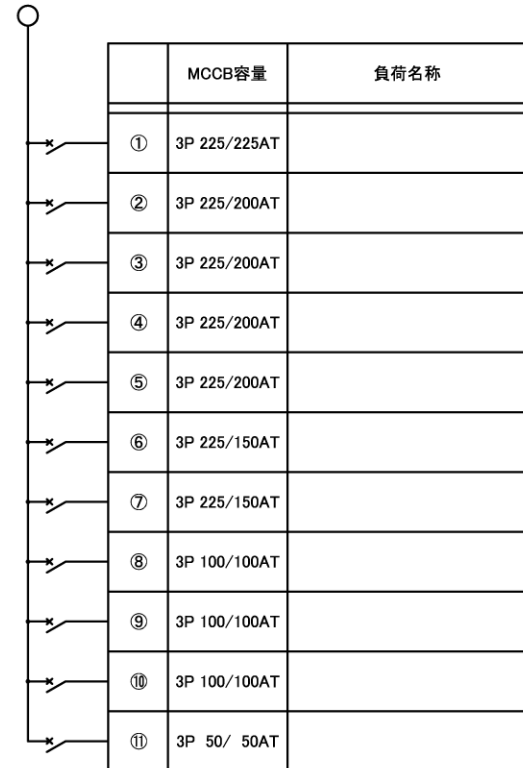 MCCB容量 負荷名称
① 3P 225/225AT
② 3P 225/200AT
③ 3P 225/200AT
④ 3P 225/200AT
⑤ 3P 225/200AT
⑥ 3P 225/150AT
⑦ 3P 225/150AT
⑧ 3P 100/100AT
⑨ 3P 100/100AT
⑩ 3P 100/100AT
⑪ 3P 50/ 50AT